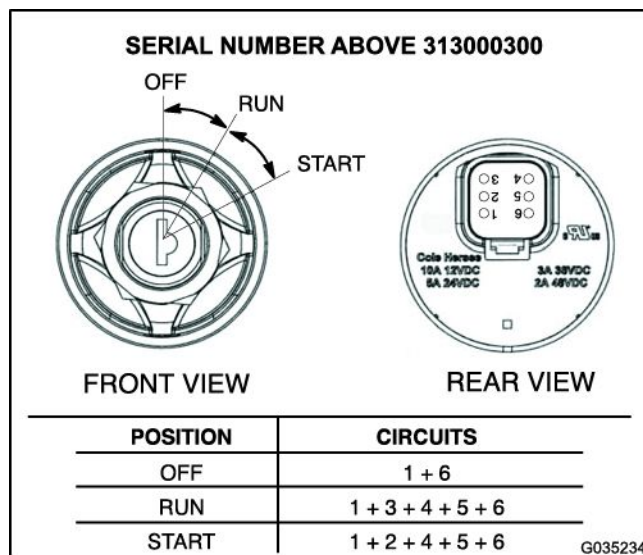 SERIAL NUMBER ABOVE 313000300
OFF
RUN
START
3 4
2 5
1 6
Cole Hersee
10A 12VDC 3A 36VDC
5A 24VDC 2A 48VDC
FRONT VIEW REAR VIEW
POSITION CIRCUITS
OFF 1 + 6
RUN 1 + 3 + 4 + 5 + 6
START 1 + 2 + 4 + 5 + 6
G035234